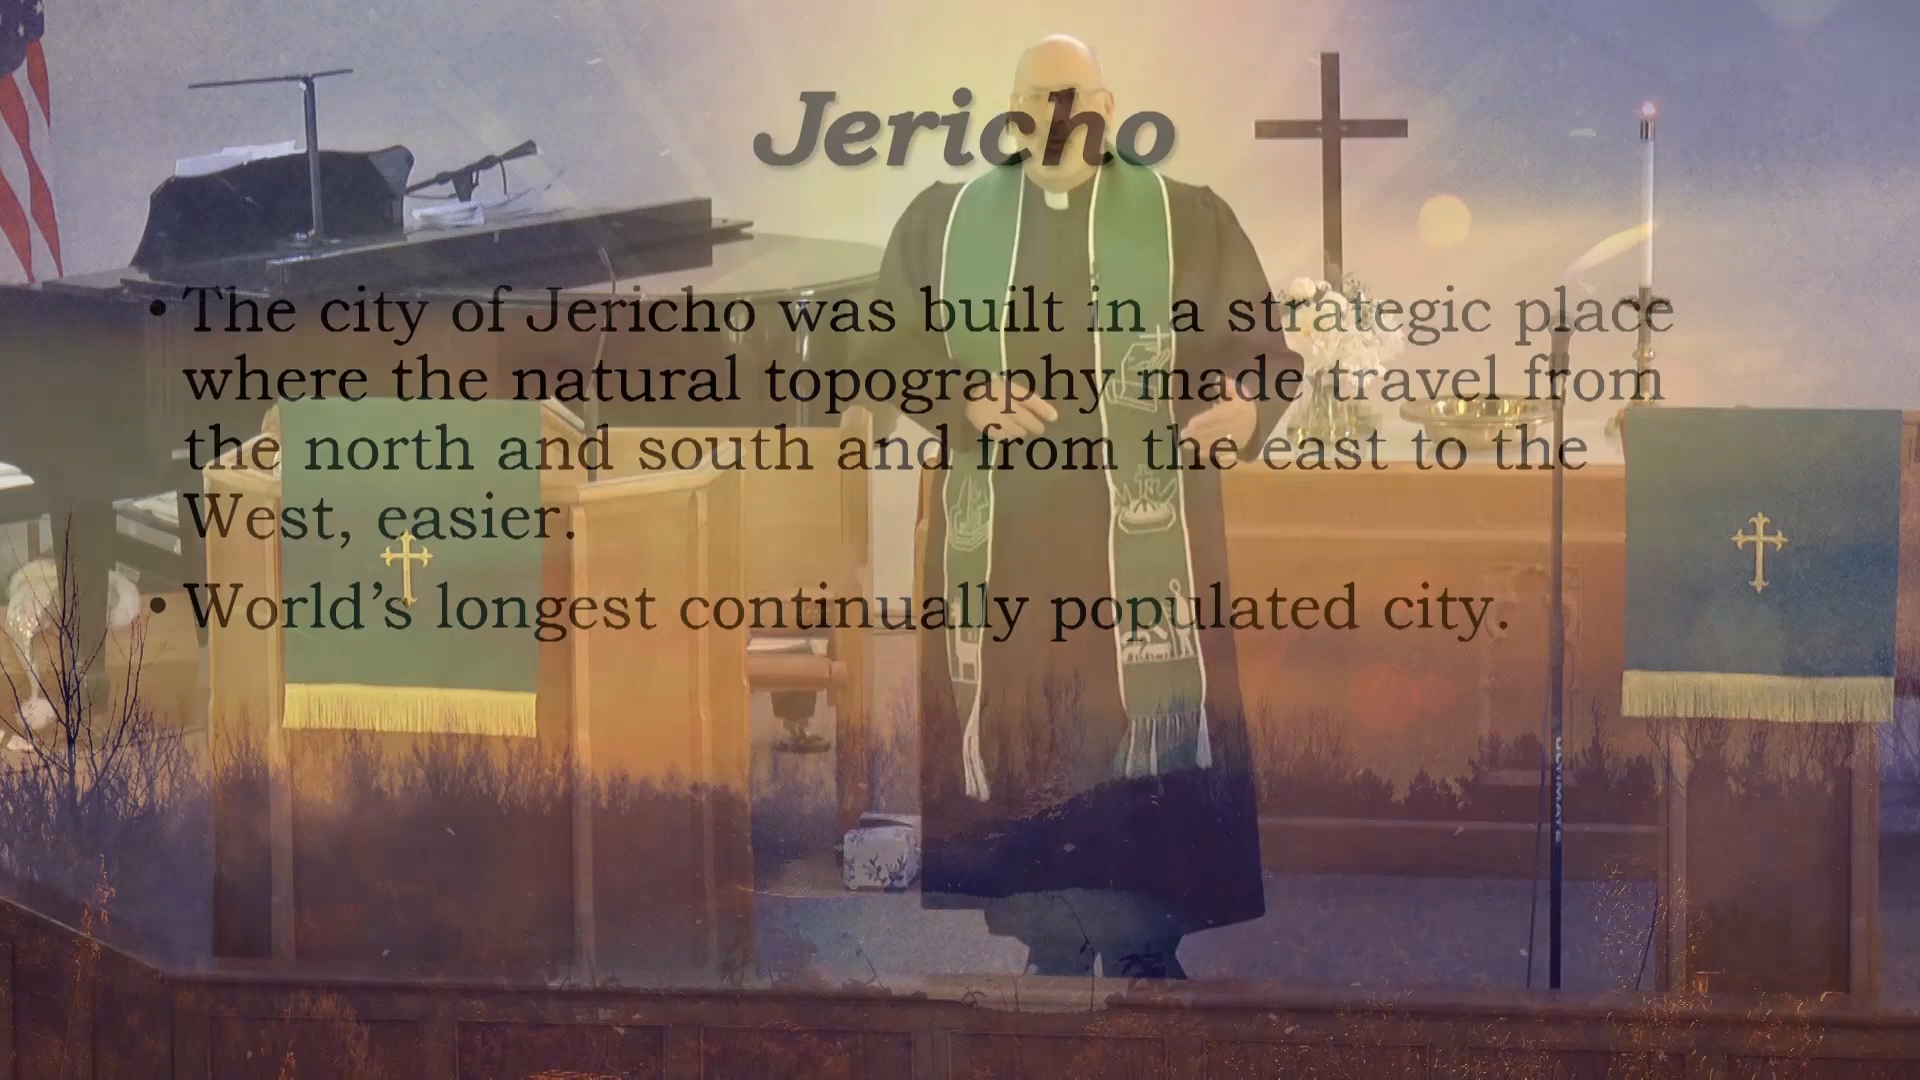 Jericho
• The city of Jericho was built in a strategic place
where the natural topography made travel from
the north and south and from the east to the
West, easier.
• World's longest continually populated city.